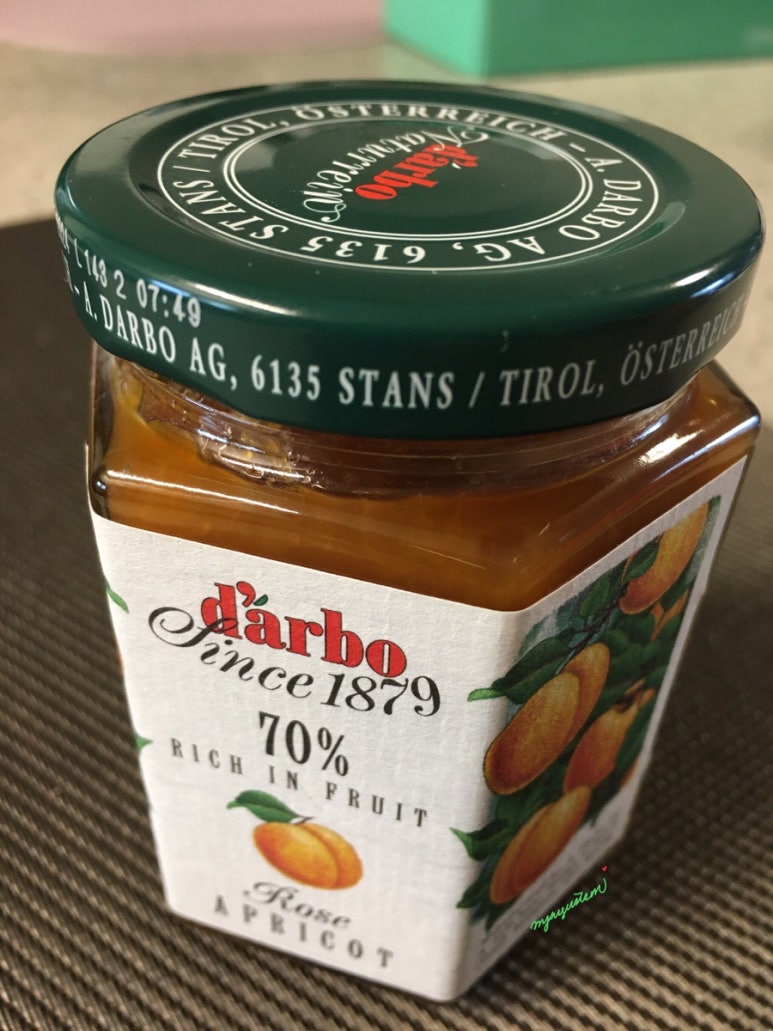 A. DARBO AG, 6135 STANS / TIROL, ÖSTERREICH –
d'arbo
Naturrein
L 143 2 07:49
- A. DARBO AG, 6135 STANS / TIROL, ÖSTERREICH
d'arbo
Since 1879
70%
RICH IN FRUIT
Rose
APRICOT